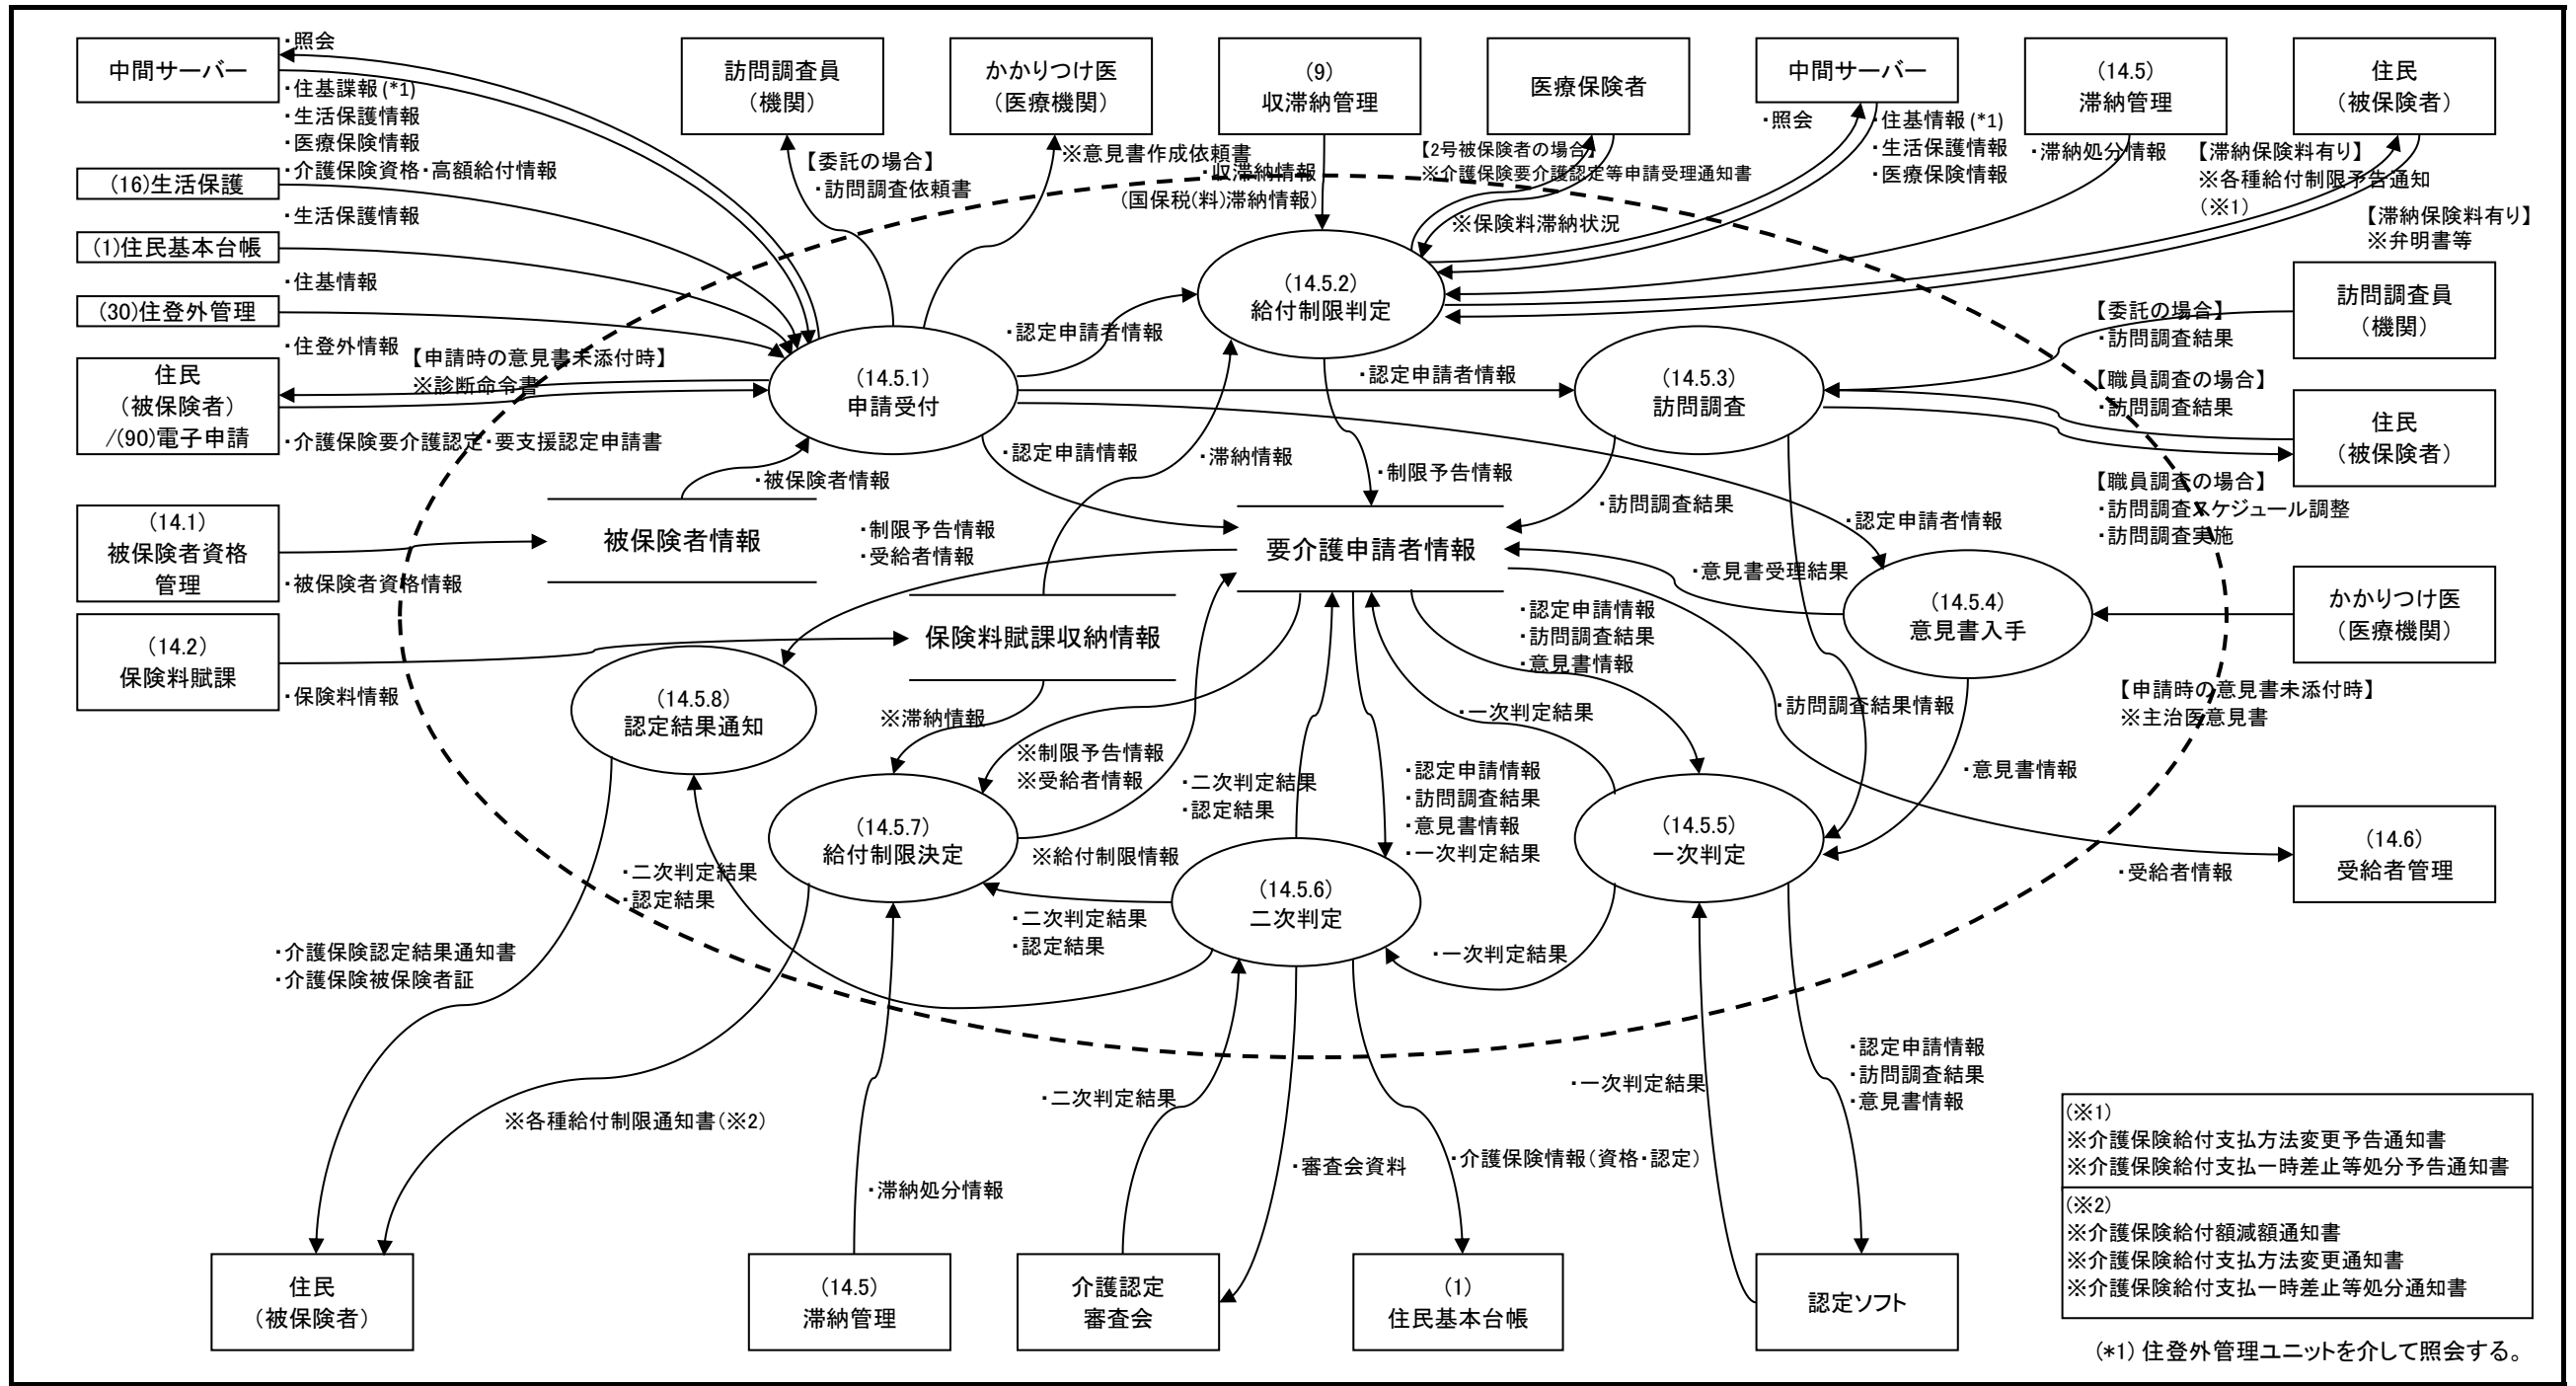 中間サーバー
・照会
・住基諜報(*1)
・生活保護情報
・医療保険情報
・介護保険資格・高額給付情報
(16)生活保護
・生活保護情報
(1)住民基本台帳
・住基情報
(30)住登外管理
・住登外情報
住民
(被保険者)
/(90)電子申請
【申請時の意見書未添付時】
※診断命令書
・介護保険要介護認定・要支援認定申請書
(14.1)
被保険者資格
管理
・被保険者資格情報
(14.2)
保険料賦課
・保険料情報
訪問調査員
(機関)
【委託の場合】
・訪問調査依頼書
かかりつけ医
(医療機関)
※意見書作成依頼書
(9)
収滞納管理
・収滞納情報
(国保税(料)滞納情報)
医療保険者
【2号被保険者の場合】
※介護保険要介護認定等申請受理通知書
※保険料滞納状況
中間サーバー
・照会
・住基情報(*1)
・生活保護情報
・医療保険情報
(14.5)
滞納管理
・滞納処分情報
住民
(被保険者)
【滞納保険料有り】
※各種給付制限予告通知
(※1)
【滞納保険料有り】
※弁明書等
(14.5.1)
申請受付
・認定申請者情報
(14.5.2)
給付制限判定
・認定申請者情報
(14.5.3)
訪問調査
【委託の場合】
・訪問調査結果
訪問調査員
(機関)
【職員調査の場合】
・訪問調査結果
住民
(被保険者)
【職員調査の場合】
・訪問調査スケジュール調整
・訪問調査実施
・被保険者情報
被保険者情報
・認定申請情報
・滞納情報
・制限予告情報
・訪問調査結果
・認定申請者情報
・制限予告情報
・受給者情報
要介護申請者情報
・意見書受理結果
(14.5.4)
意見書入手
かかりつけ医
(医療機関)
【申請時の意見書未添付時】
※主治医意見書
保険料賦課収納情報
・認定申請情報
・訪問調査結果
・意見書情報
(14.5.8)
認定結果通知
※滞納情報
※制限予告情報
※受給者情報
・一次判定結果
・訪問調査結果情報
・意見書情報
・二次判定結果
・認定結果
・認定申請情報
・訪問調査結果
・意見書情報
・一次判定結果
(14.5.7)
給付制限決定
※給付制限情報
(14.5.5)
一次判定
(14.6)
受給者管理
・受給者情報
・二次判定結果
・認定結果
(14.5.6)
二次判定
・二次判定結果
・認定結果
・一次判定結果
・介護保険認定結果通知書
・介護保険被保険者証
※各種給付制限通知書(※2)
・滞納処分情報
・二次判定結果
・審査会資料
・介護保険情報(資格・認定)
・一次判定結果
・認定申請情報
・訪問調査結果
・意見書情報
住民
(被保険者)
(14.5)
滞納管理
介護認定
審査会
(1)
住民基本台帳
認定ソフト
(※1)
※介護保険給付支払方法変更予告通知書
※介護保険給付支払一時差止等処分予告通知書
(※2)
※介護保険給付額減額通知書
※介護保険給付支払方法変更通知書
※介護保険給付支払一時差止等処分通知書
(*1) 住登外管理ユニットを介して照会する。